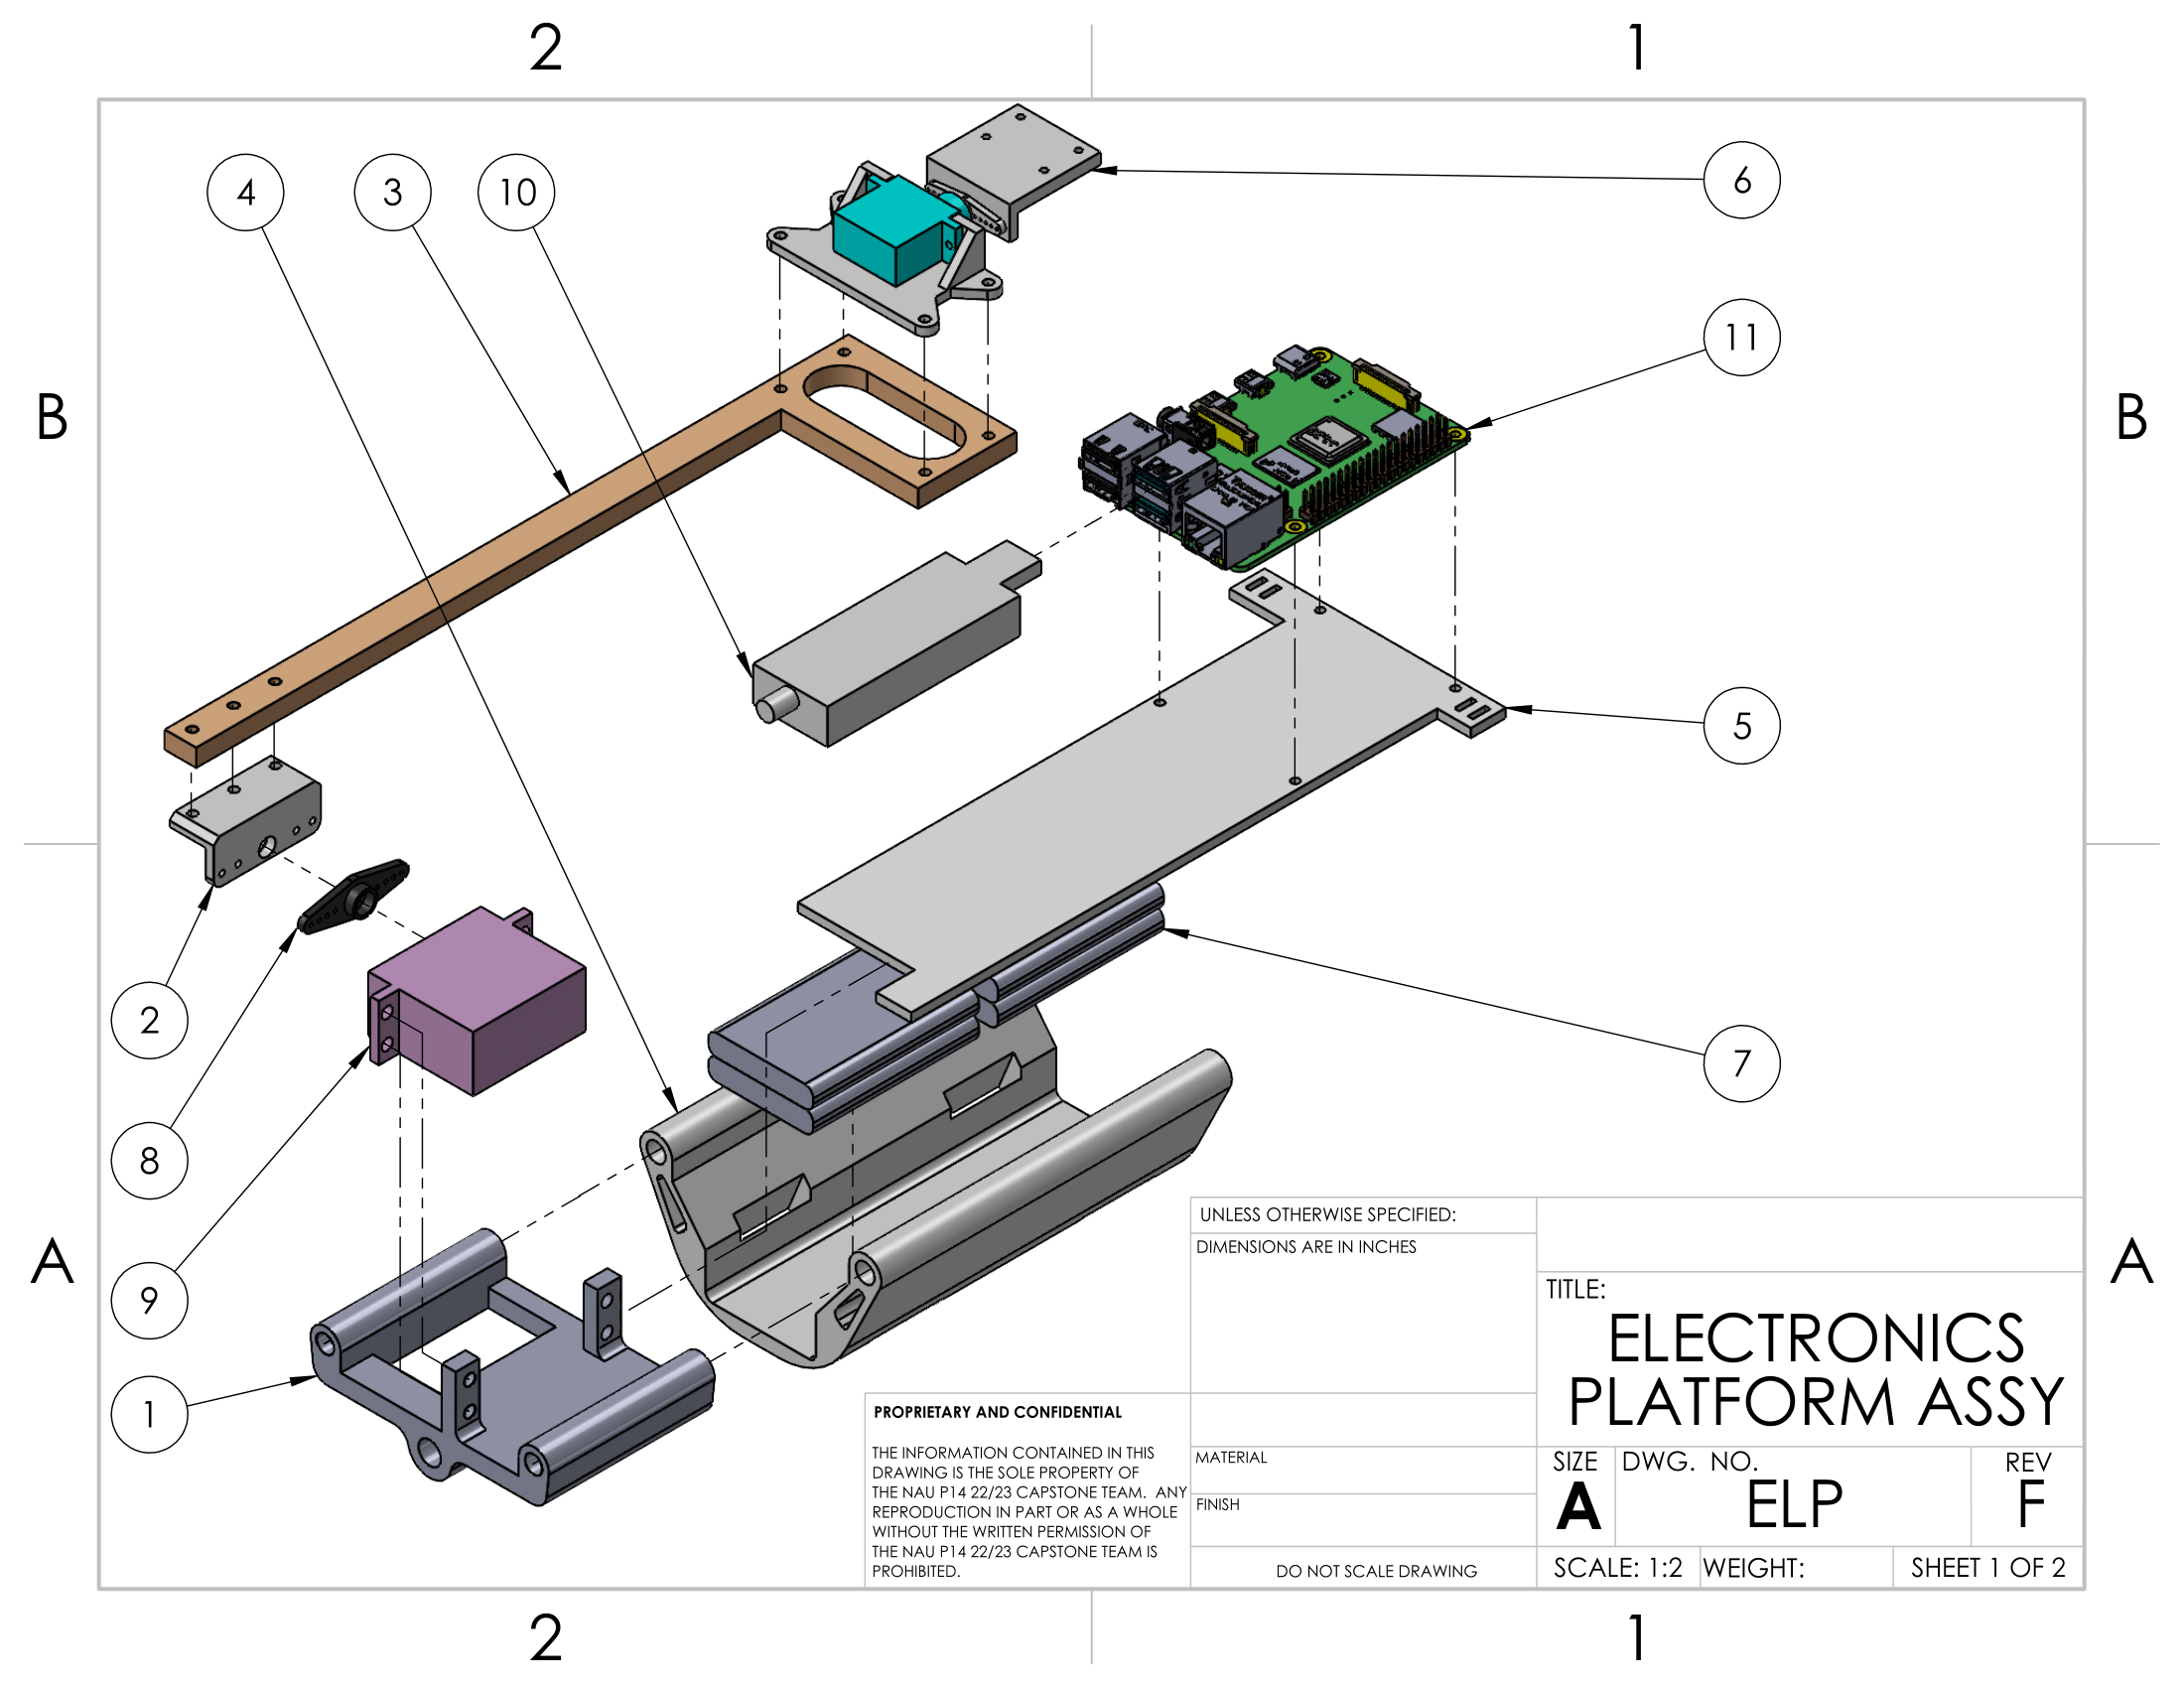 2 1
4 3 10 6
11
B B
5
2
7
8
9
1
A A
UNLESS OTHERWISE SPECIFIED:
DIMENSIONS ARE IN INCHES
TITLE:
ELECTRONICS
PLATFORM ASSY
PROPRIETARY AND CONFIDENTIAL
THE INFORMATION CONTAINED IN THIS
DRAWING IS THE SOLE PROPERTY OF
THE NAU P14 22/23 CAPSTONE TEAM. ANY
REPRODUCTION IN PART OR AS A WHOLE
WITHOUT THE WRITTEN PERMISSION OF
THE NAU P14 22/23 CAPSTONE TEAM IS
PROHIBITED.
MATERIAL
FINISH
DO NOT SCALE DRAWING
SIZE DWG. NO. REV
A ELP F
SCALE: 1:2 WEIGHT: SHEET 1 OF 2
2 1